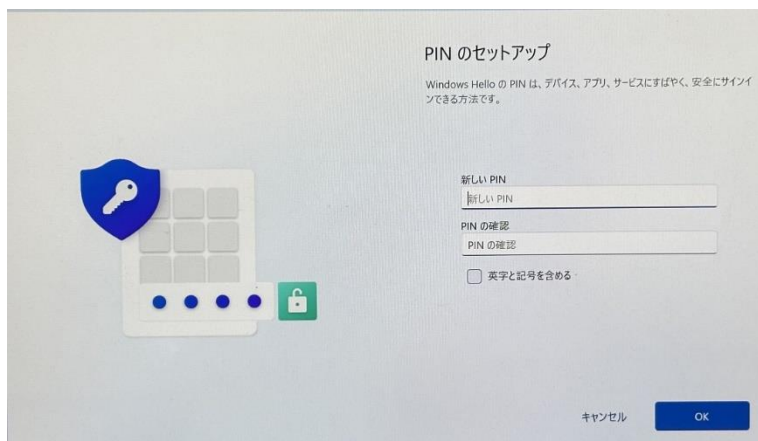 PIN のセットアップ
Windows Hello の PIN は、デバイス、アプリ、サービスにすばやく、安全にサインイ
ンできる方法です。
新しい PIN
新しい PIN
PIN の確認
PIN の確認
英字と記号を含める
キャンセル
OK